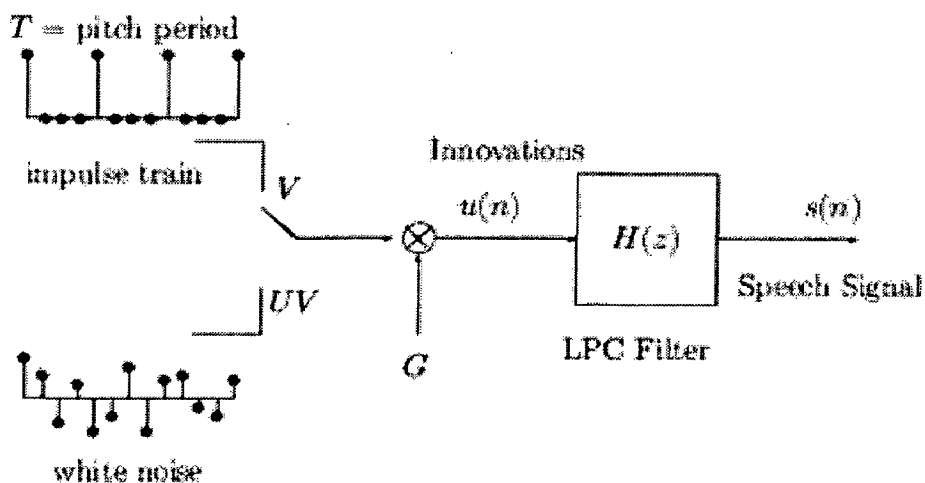 T = pitch period
impulse train
V
Innovations
u(n)
H(z)
s(n)
Speech Signal
UV
G
LPC Filter
white noise